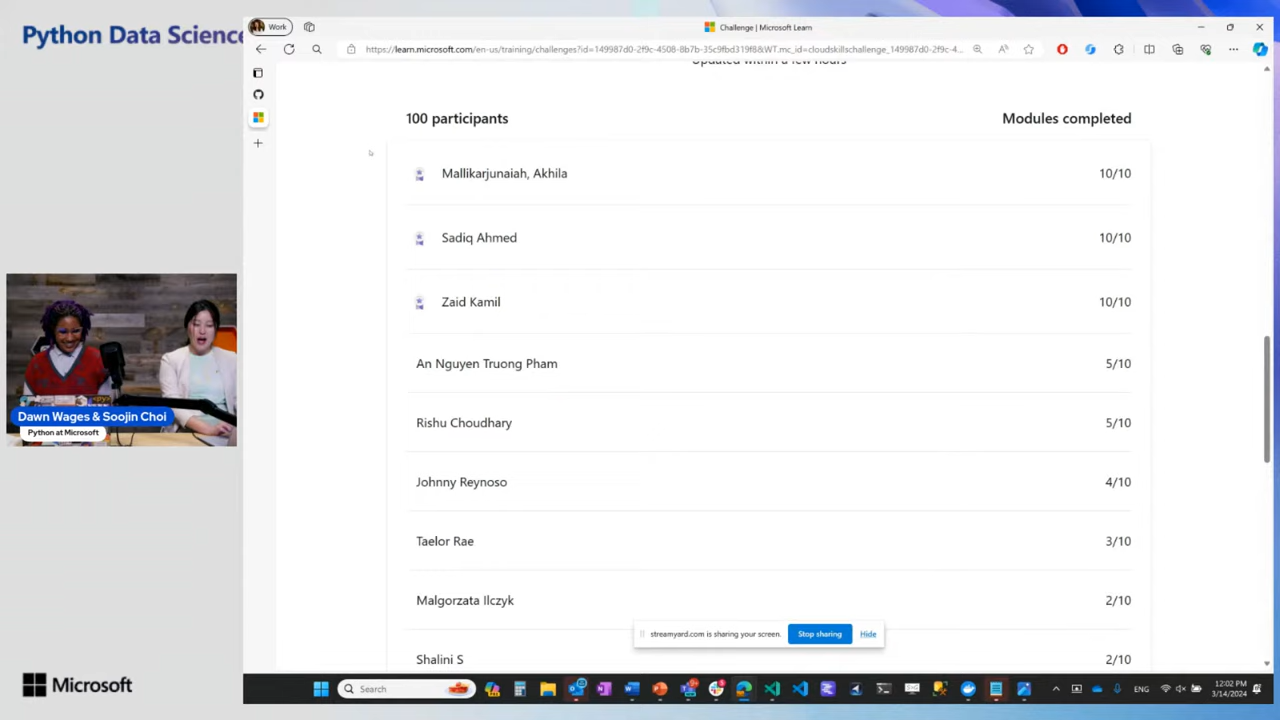 Python Data Science
Work
Challenge | Microsoft Learn
https://learn.microsoft.com/en-us/training/challenges?id=149987d0-2f9c-4508-8b7b-35c9fbd319f8&WT.mc_id=cloudskillschallenge_149987d0-2f9c-4...
Updated within a few hours
100 participants
Modules completed
Mallikarjunaiah, Akhila
10/10
Sadiq Ahmed
10/10
Zaid Kamil
10/10
An Nguyen Truong Pham
5/10
Rishu Choudhary
5/10
Johnny Reynoso
4/10
Taelor Rae
3/10
Malgorzata Ilczyk
2/10
Shalini S
2/10
Dawn Wages & Soojin Choi
Python at Microsoft
streamyard.com is sharing your screen.
Stop sharing
Hide
Microsoft
Search
ENG
12:02 PM
3/14/2024